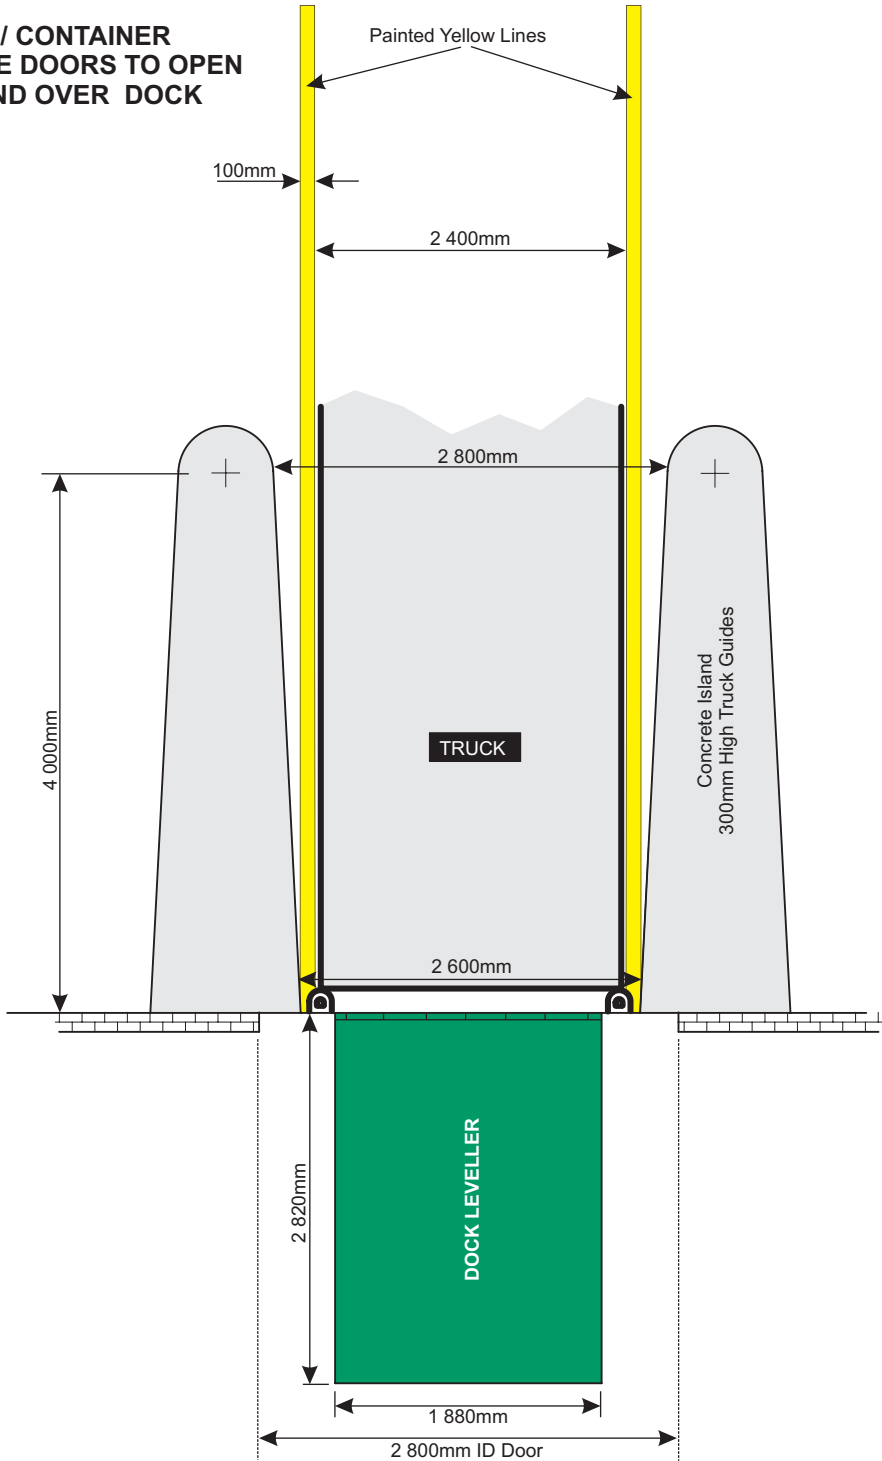 / CONTAINER
E DOORS TO OPEN
ND OVER DOCK
Painted Yellow Lines
100mm
2 400mm
2 800mm
4 000mm
Concrete Island
300mm High Truck Guides
TRUCK
2 600mm
2 820mm
DOCK LEVELLER
1 880mm
2 800mm ID Door